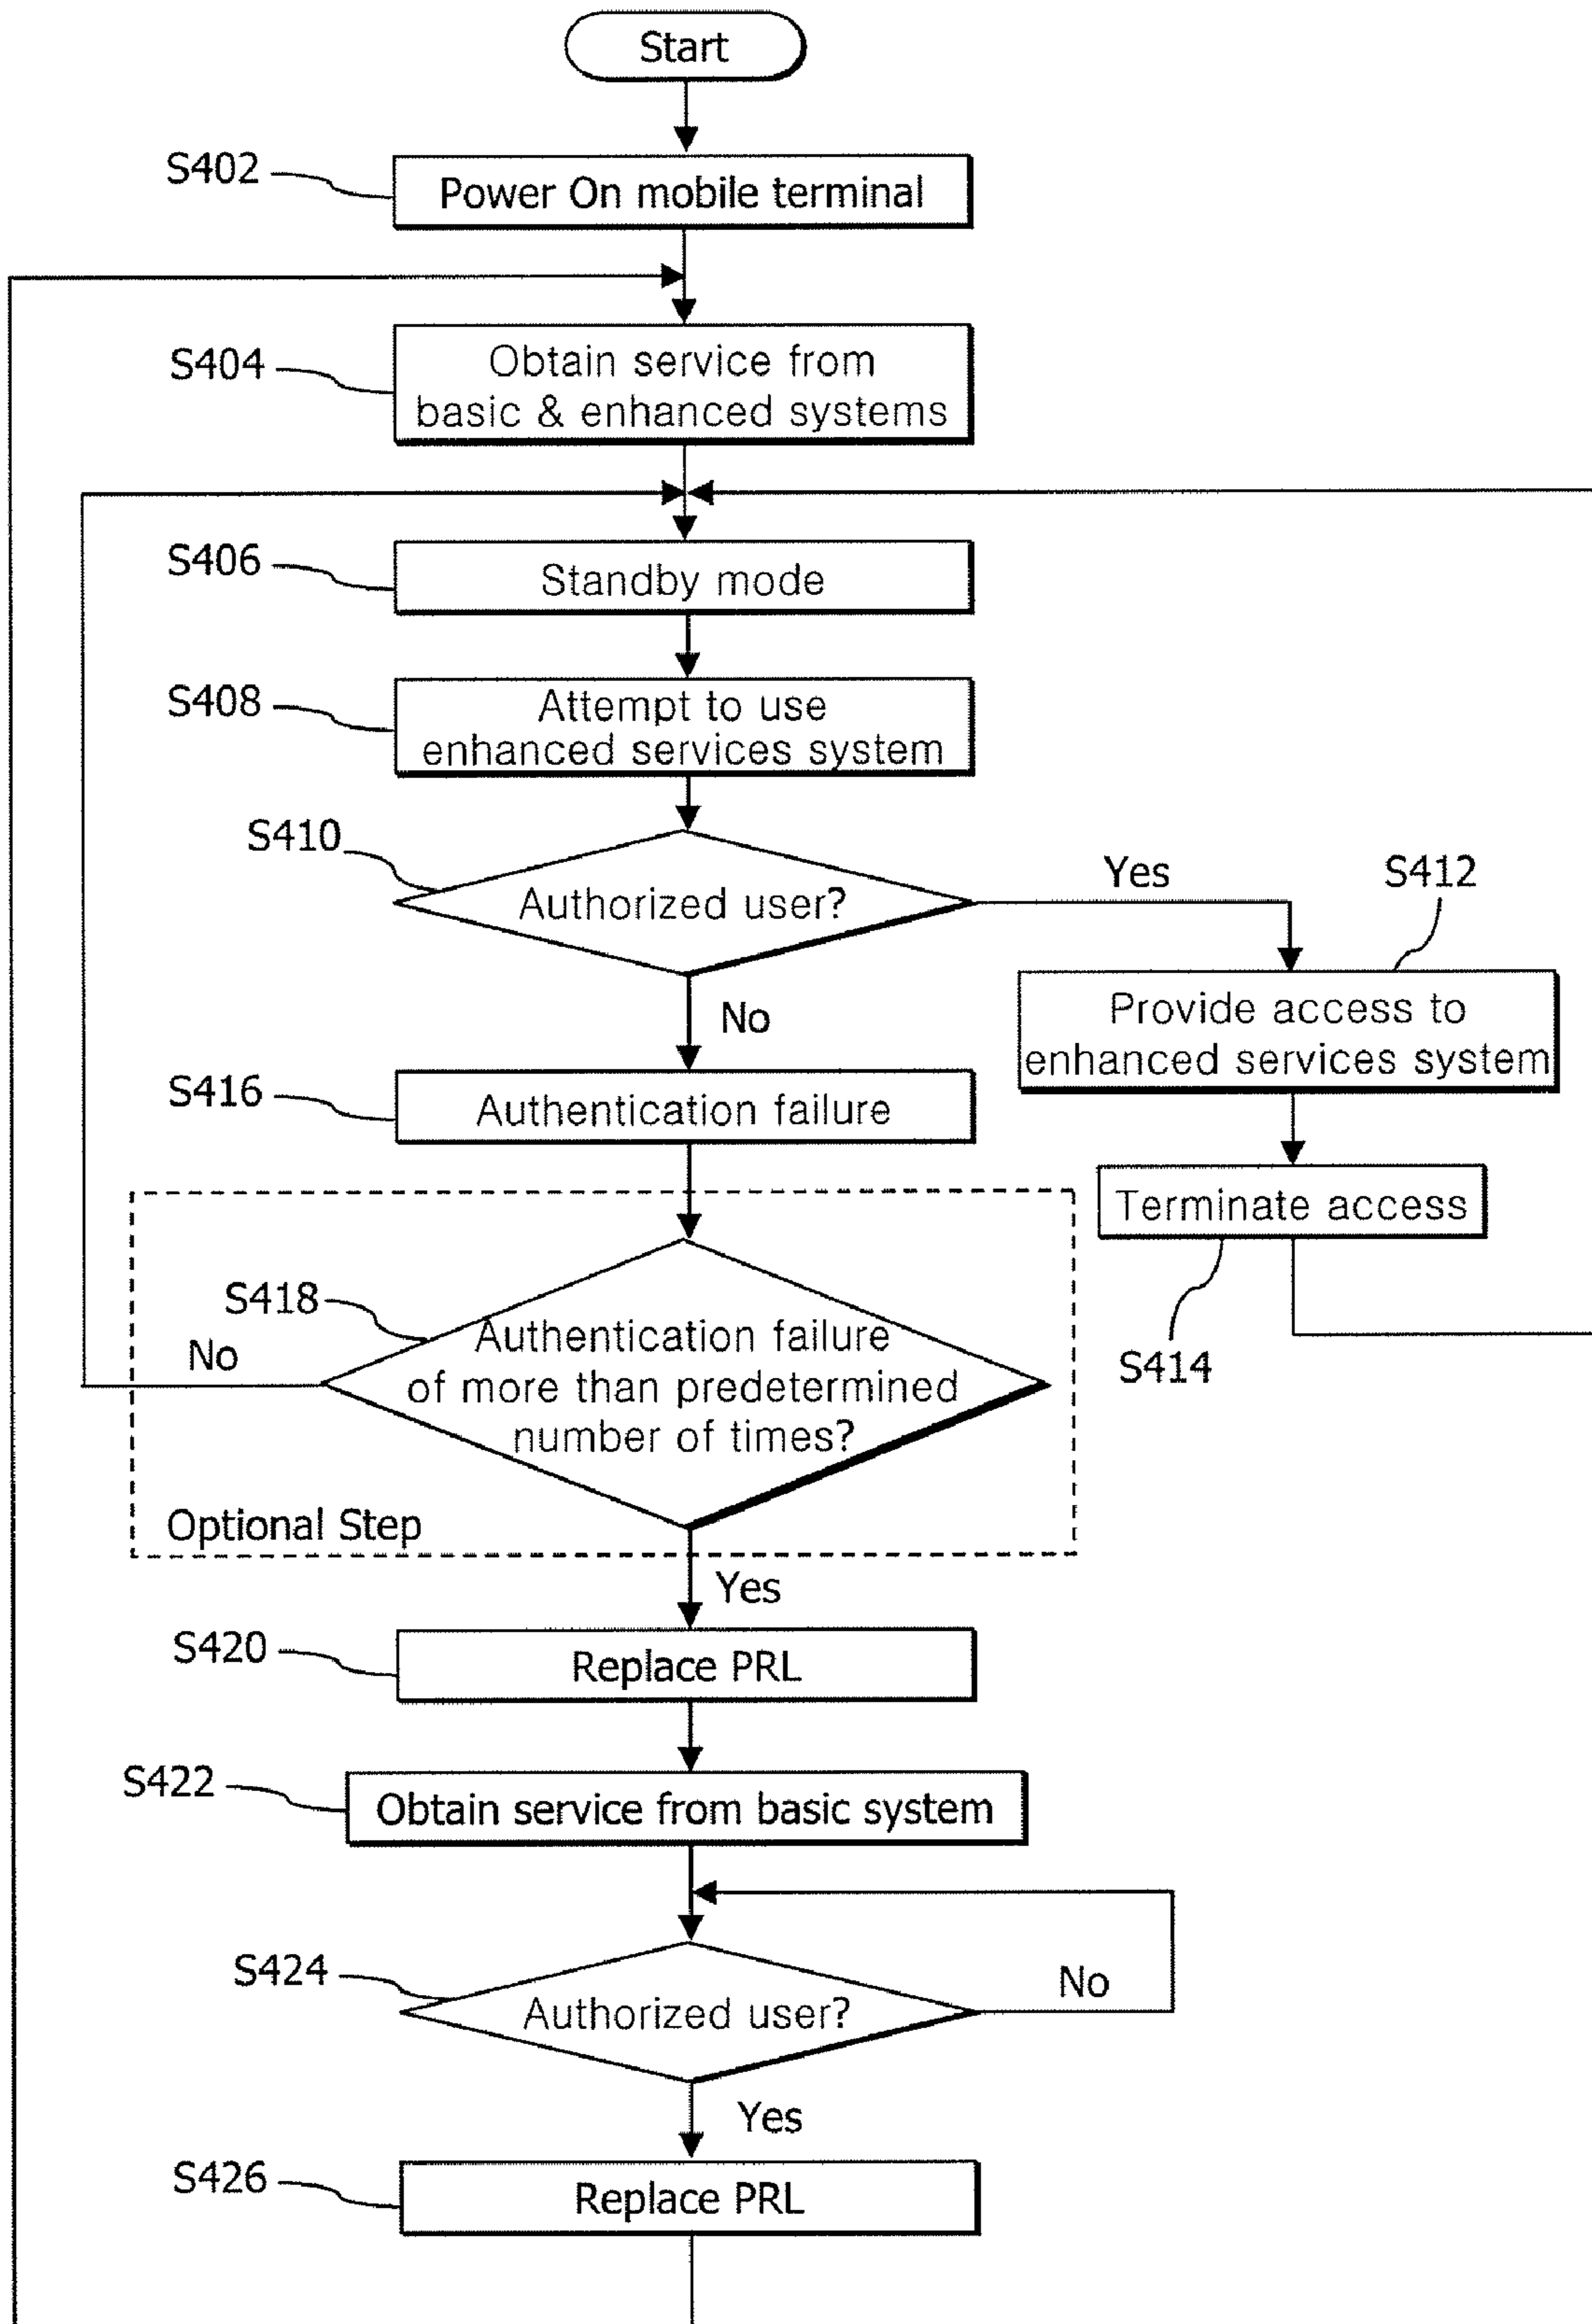 Start
S402
Power On mobile terminal
S404
Obtain service from
basic & enhanced systems
S406
Standby mode
S408
Attempt to use
enhanced services system
S410
Authorized user?
Yes
S412
Provide access to
enhanced services system
No
S416
Authentication failure
Terminate access
S414
S418
No
Authentication failure
of more than predetermined
number of times?
Optional Step
Yes
S420
Replace PRL
S422
Obtain service from basic system
S424
Authorized user?
No
Yes
S426
Replace PRL